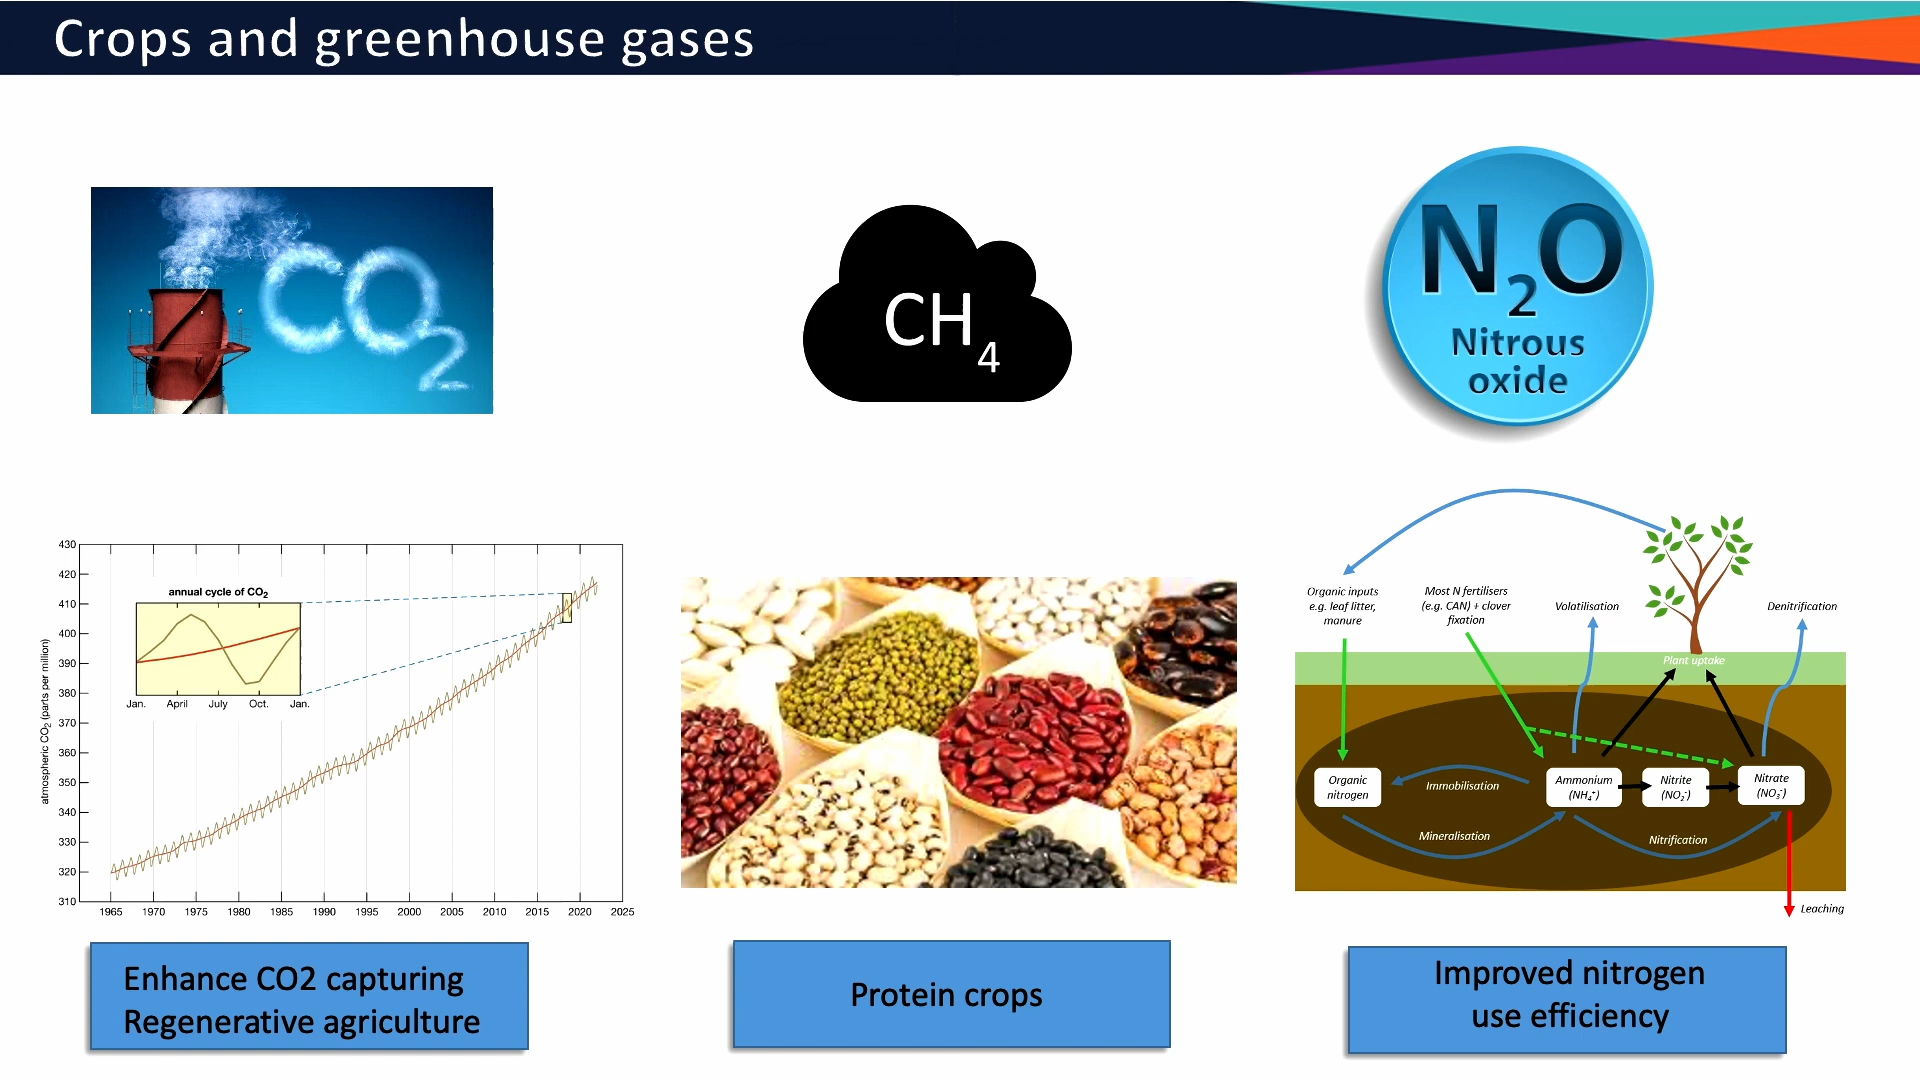 Crops and greenhouse gases
CO2
CH4
N2O
Nitrous
oxide
430
420
410
400
390
380
370
360
350
340
330
320
310
atmospheric CO2 (parts per million)
annual cycle of CO2
Jan. April July Oct. Jan.
1965 1970 1975 1980 1985 1990 1995 2000 2005 2010 2015 2020 2025
Organic inputs
e.g. leaf litter,
manure
Most N fertilisers
(e.g. CAN) + clover
fixation
Volatilisation
Denitrification
Plant uptake
Organic
nitrogen
Immobilisation
Mineralisation
Ammonium
(NH4+)
Nitrite
(NO2-)
Nitrate
(NO3-)
Nitrification
Leaching
Enhance CO2 capturing
Regenerative agriculture
Protein crops
Improved nitrogen
use efficiency